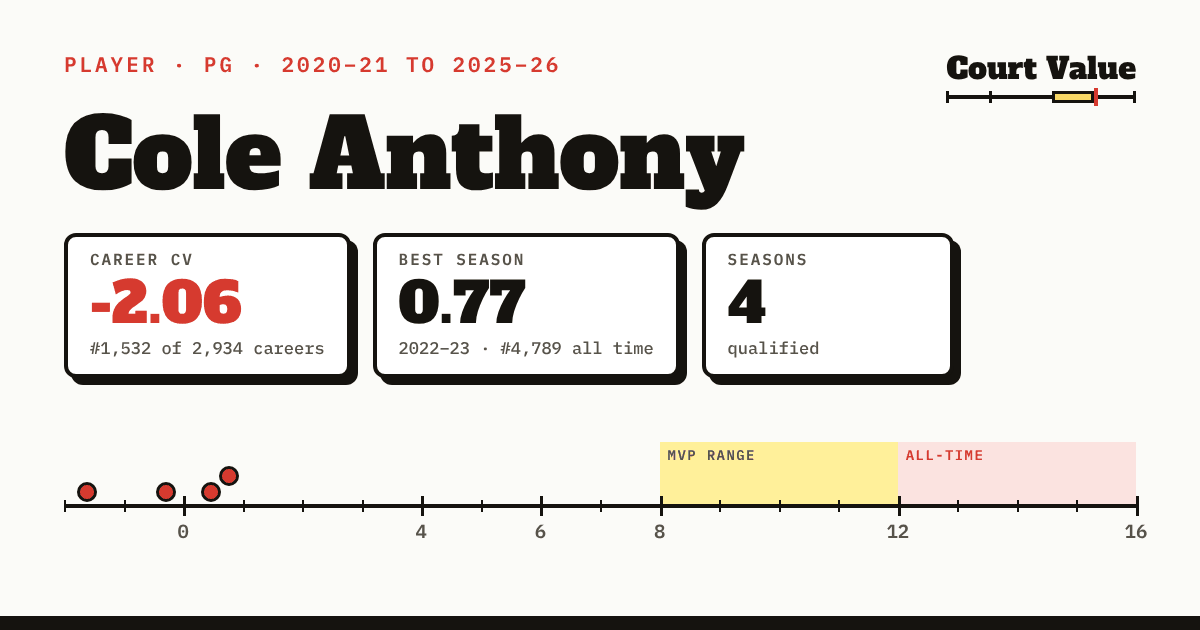 PLAYER · PG · 2020–21 TO 2025–26
Court Value
Cole Anthony
CAREER CV
-2.06
#1,532 of 2,934 careers
BEST SEASON
0.77
2022–23 · #4,789 all time
SEASONS
4
qualified
MVP RANGE
ALL-TIME
0 4 6 8 12 16